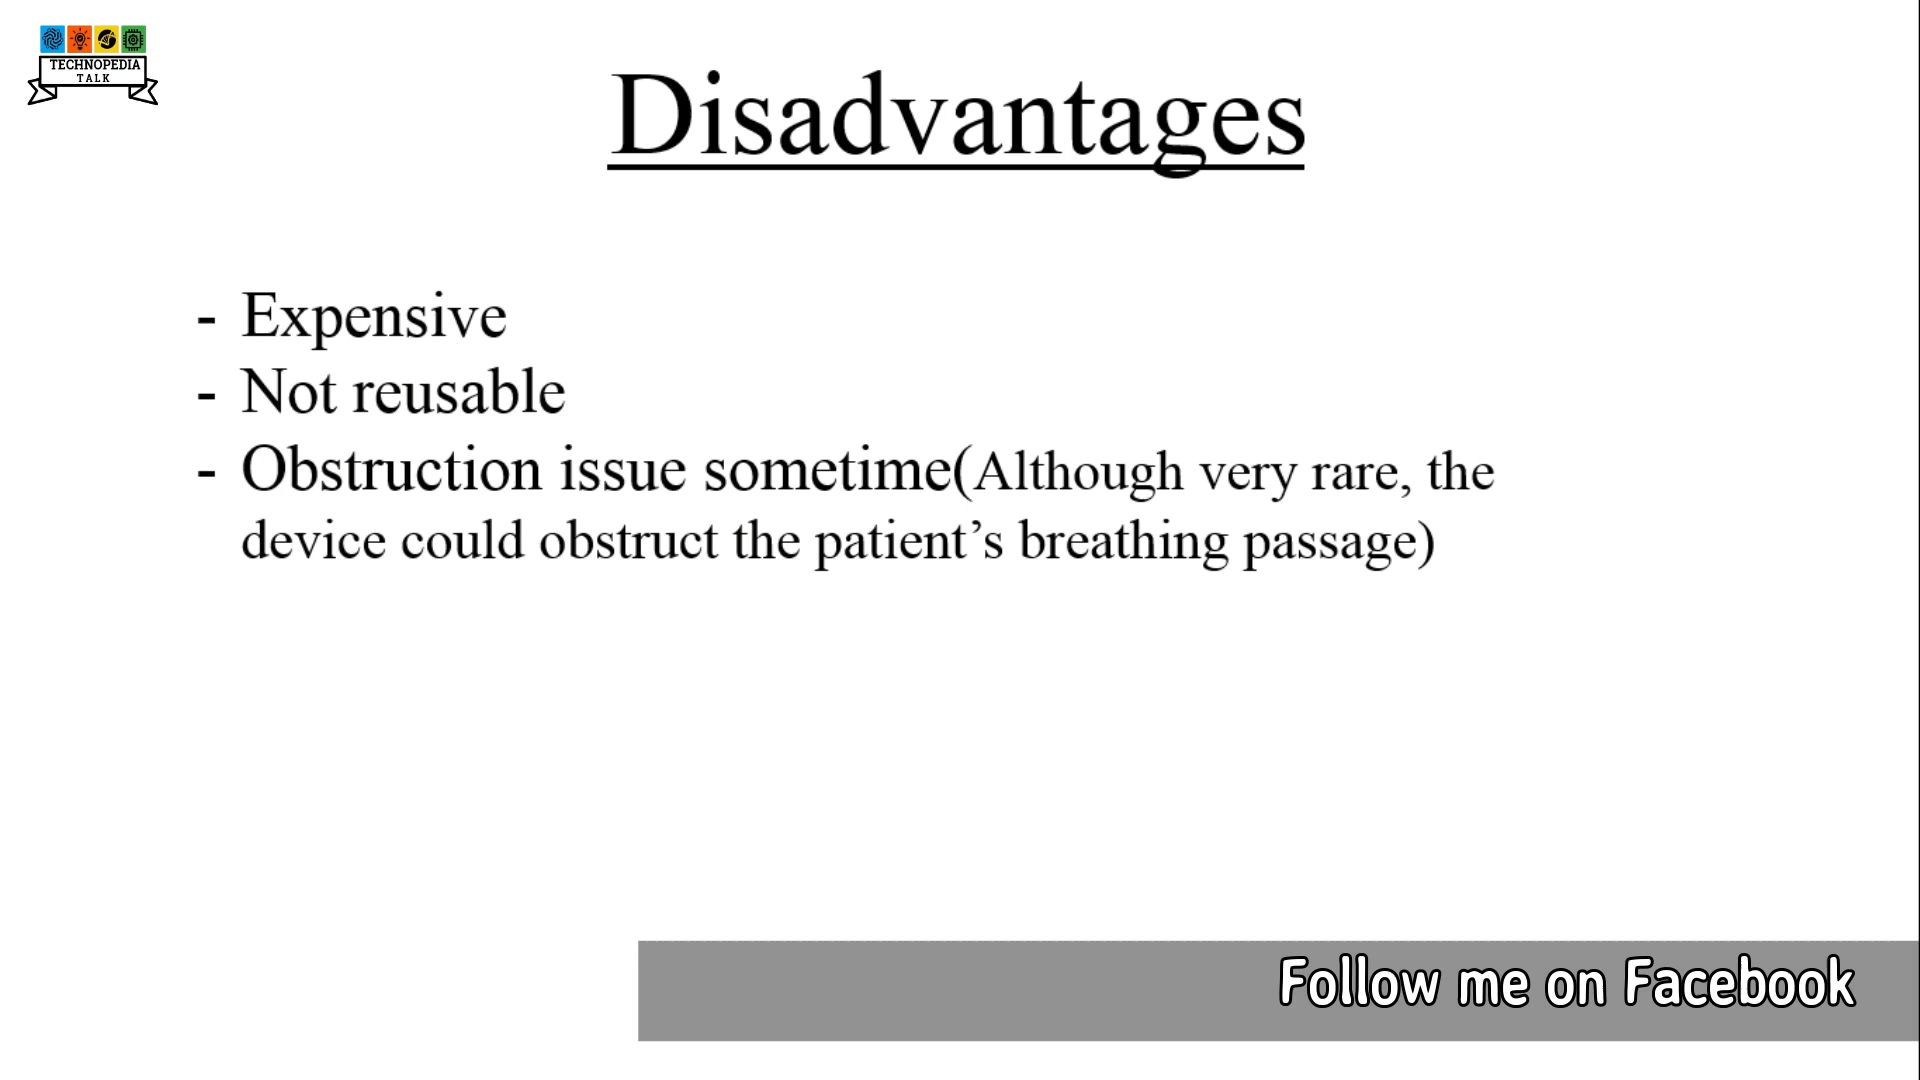 TECHNOPEDIA
TALK
Disadvantages
- Expensive
- Not reusable
- Obstruction issue sometime(Although very rare, the
device could obstruct the patient’s breathing passage)
Follow me on Facebook